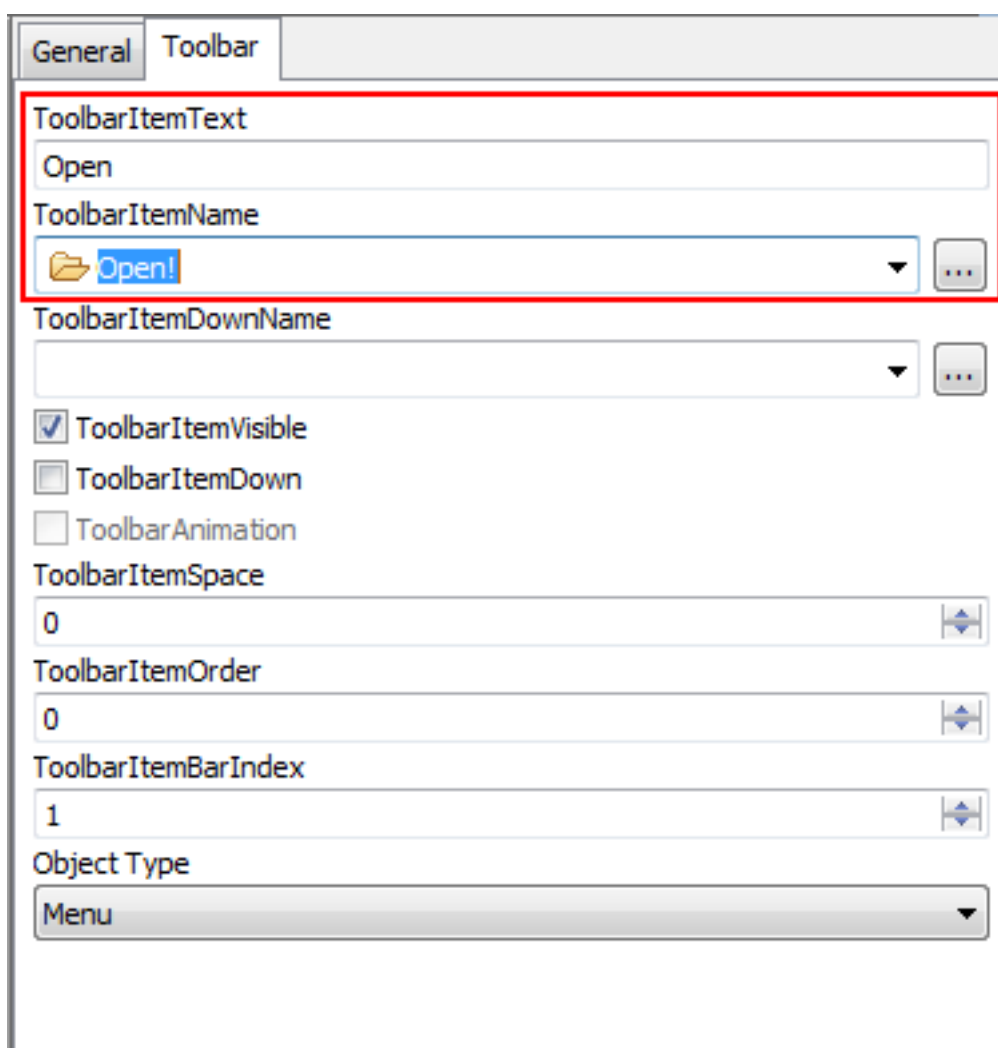 General Toolbar
ToolbarItemText
Open
ToolbarItemName
Open!
...
ToolbarItemDownName
...
ToolbarItemVisible
ToolbarItemDown
ToolbarAnimation
ToolbarItemSpace
0
ToolbarItemOrder
0
ToolbarItemBarIndex
1
Object Type
Menu